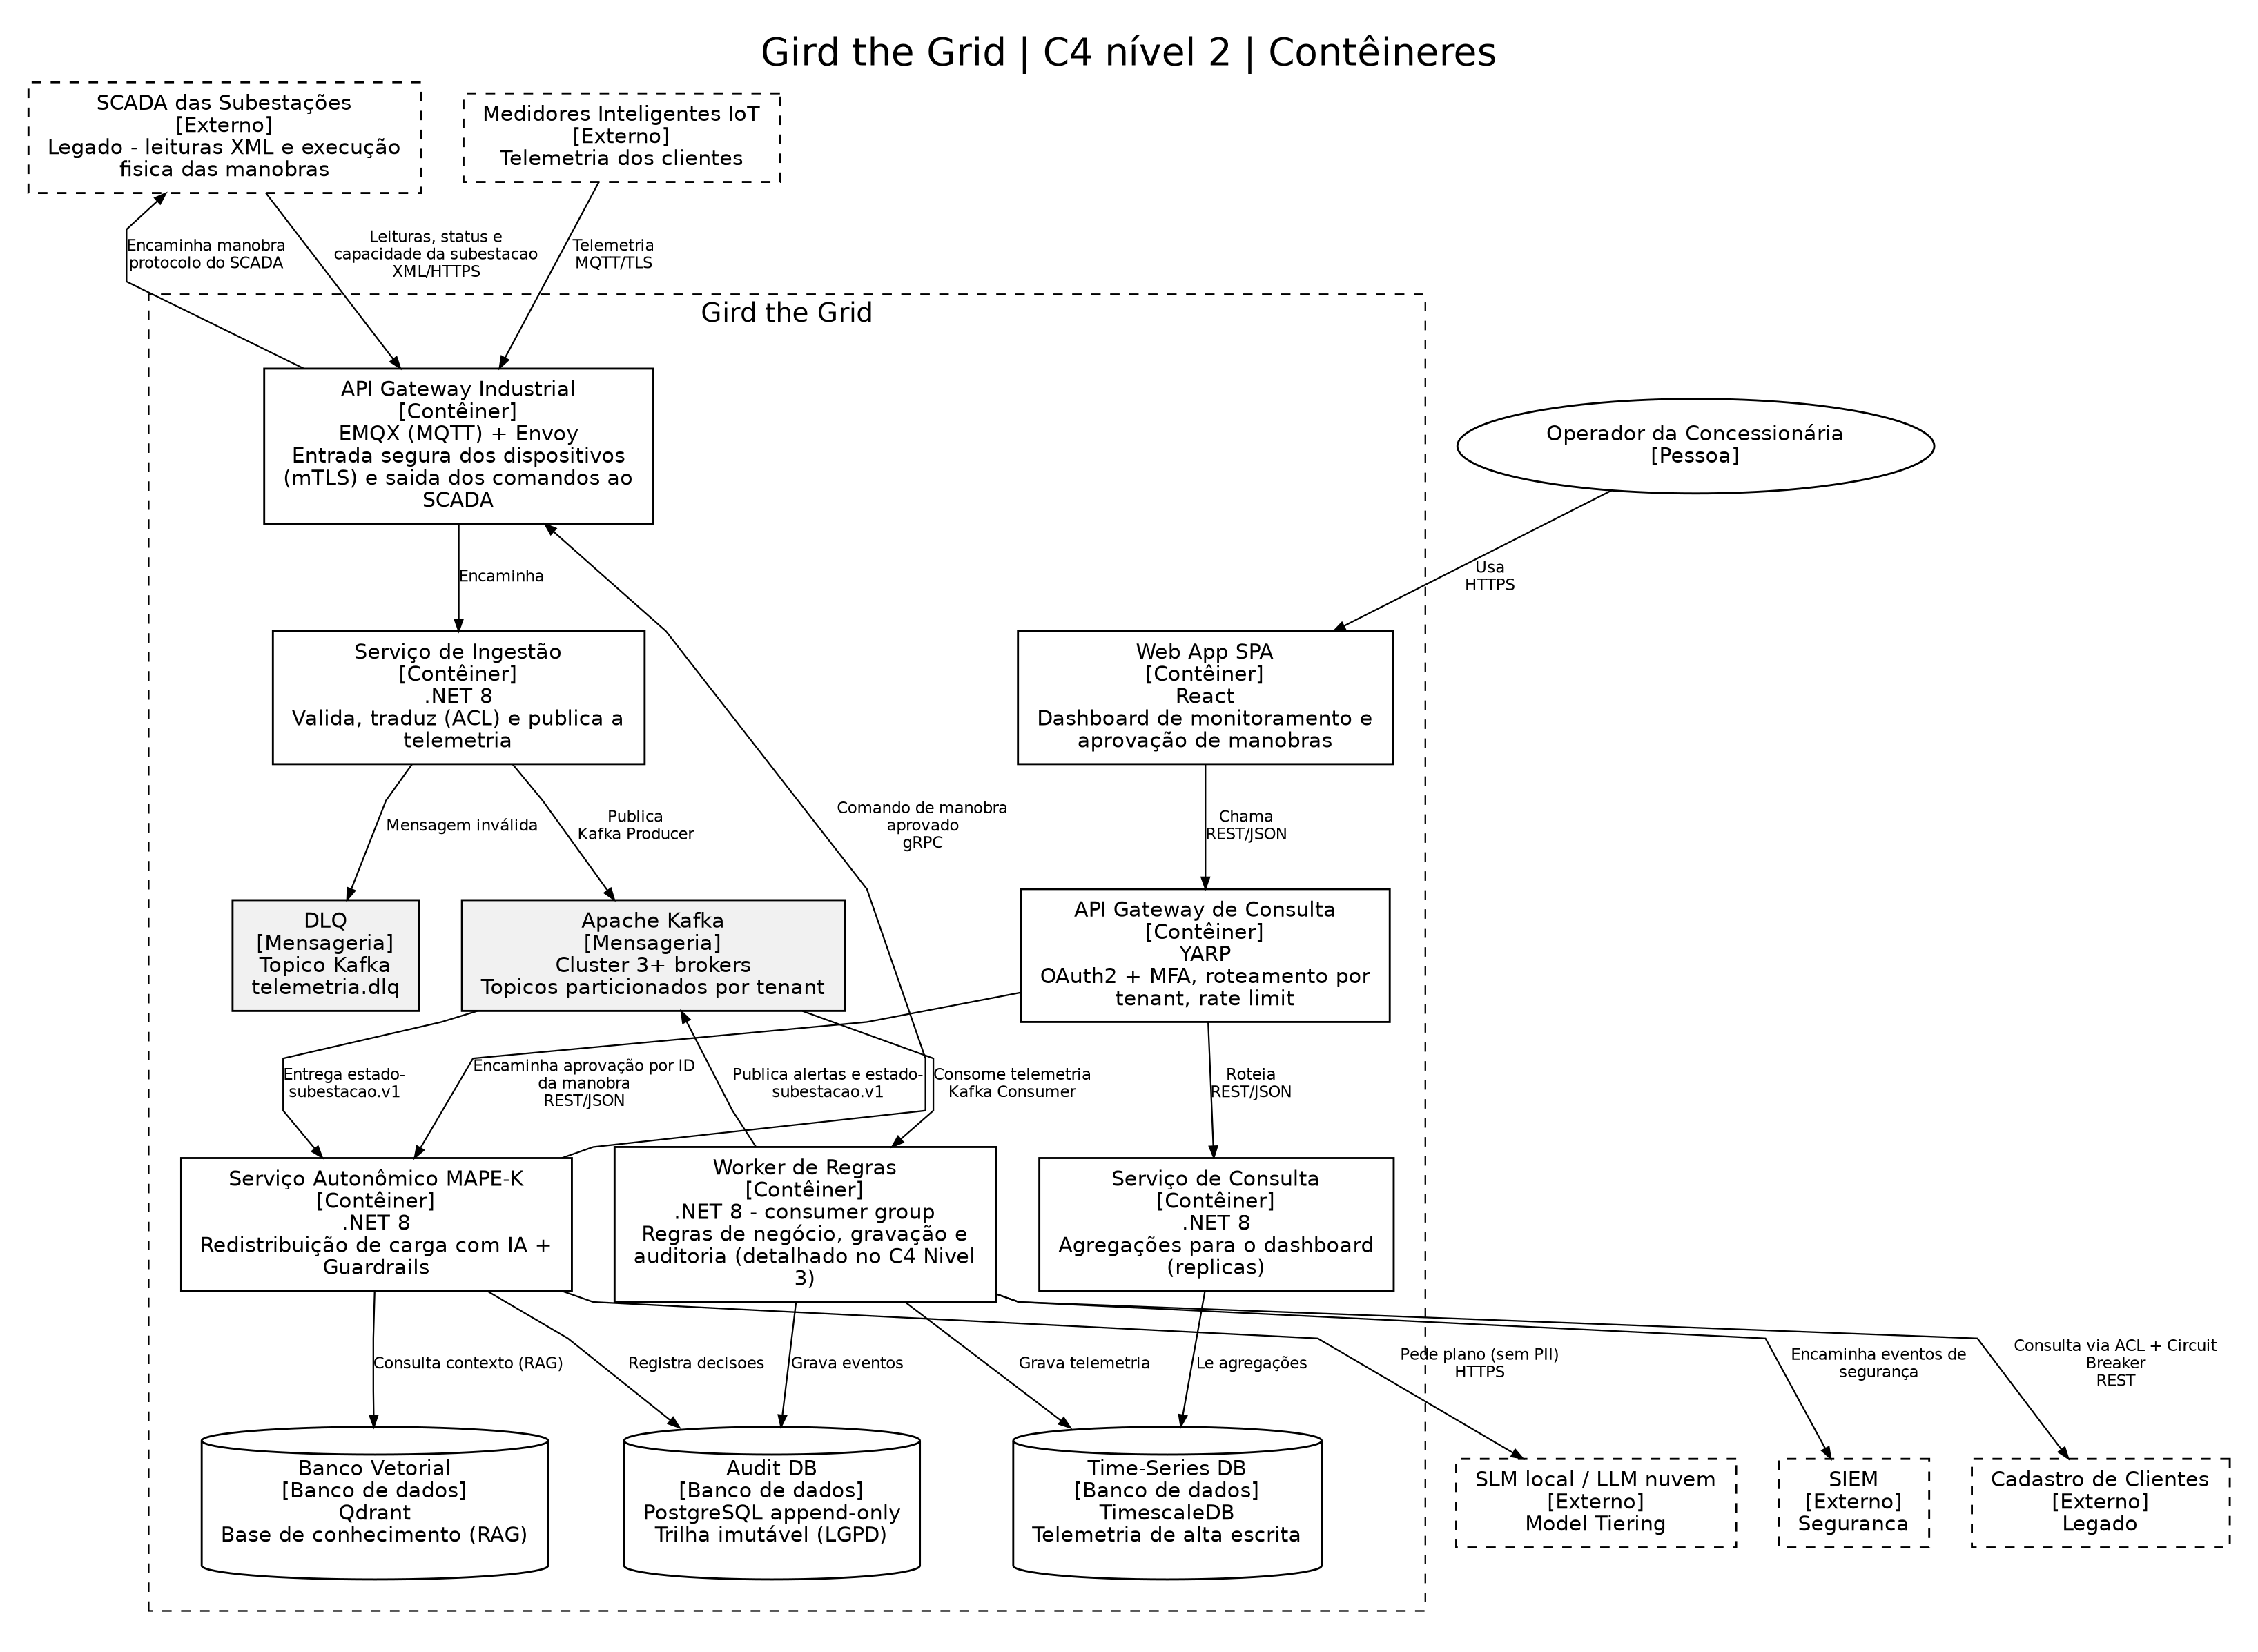 Gird the Grid | C4 nível 2 | Contêineres
SCADA das Subestações
[Externo]
Legado - leituras XML e execução
fisica das manobras
Medidores Inteligentes IoT
[Externo]
Telemetria dos clientes
Encaminha manobra
protocolo do SCADA
Leituras, status e
capacidade da subestacao
XML/HTTPS
Telemetria
MQTT/TLS
Gird the Grid
API Gateway Industrial
[Contêiner]
EMQX (MQTT) + Envoy
Entrada segura dos dispositivos
(mTLS) e saida dos comandos ao
SCADA
Operador da Concessionária
[Pessoa]
Encaminha
Usa
HTTPS
Serviço de Ingestão
[Contêiner]
.NET 8
Valida, traduz (ACL) e publica a
telemetria
Web App SPA
[Contêiner]
React
Dashboard de monitoramento e
aprovação de manobras
Mensagem inválida
Publica
Kafka Producer
Comando de manobra
aprovado
gRPC
Chama
REST/JSON
DLQ
[Mensageria]
Topico Kafka
telemetria.dlq
Apache Kafka
[Mensageria]
Cluster 3+ brokers
Topicos particionados por tenant
API Gateway de Consulta
[Contêiner]
YARP
OAuth2 + MFA, roteamento por
tenant, rate limit
Entrega estado-
subestacao.v1
Encaminha aprovação por ID
da manobra
REST/JSON
Publica alertas e estado-
subestacao.v1
Consome telemetria
Kafka Consumer
Roteia
REST/JSON
Serviço Autonômico MAPE-K
[Contêiner]
.NET 8
Redistribuição de carga com IA +
Guardrails
Worker de Regras
[Contêiner]
.NET 8 - consumer group
Regras de negócio, gravação e
auditoria (detalhado no C4 Nivel
3)
Serviço de Consulta
[Contêiner]
.NET 8
Agregações para o dashboard
(replicas)
Consulta contexto (RAG)
Registra decisoes
Grava eventos
Grava telemetria
Le agregações
Pede plano (sem PII)
HTTPS
Encaminha eventos de
segurança
Consulta via ACL + Circuit
Breaker
REST
Banco Vetorial
[Banco de dados]
Qdrant
Base de conhecimento (RAG)
Audit DB
[Banco de dados]
PostgreSQL append-only
Trilha imutável (LGPD)
Time-Series DB
[Banco de dados]
TimescaleDB
Telemetria de alta escrita
SLM local / LLM nuvem
[Externo]
Model Tiering
SIEM
[Externo]
Seguranca
Cadastro de Clientes
[Externo]
Legado